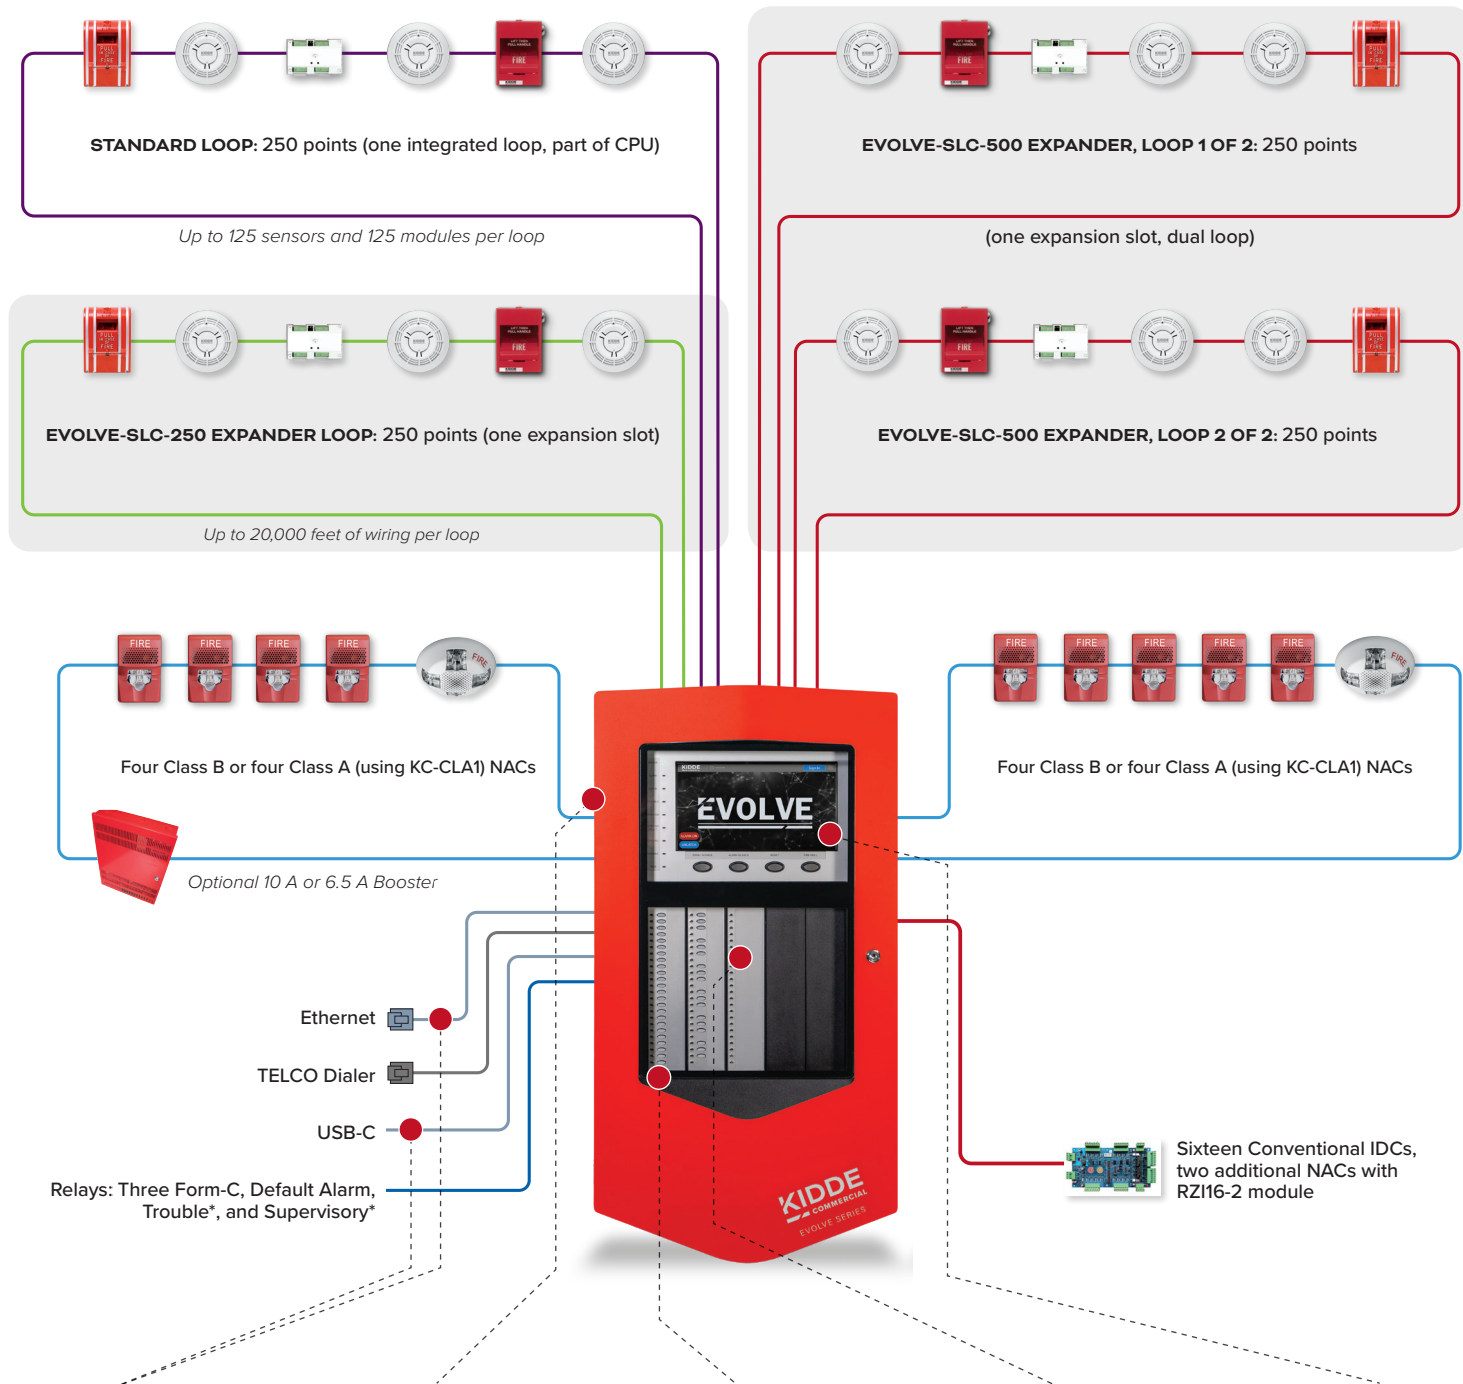 STANDARD LOOP: 250 points (one integrated loop, part of CPU)
Up to 125 sensors and 125 modules per loop
EVOLVE-SLC-500 EXPANDER, LOOP 1 OF 2: 250 points
(one expansion slot, dual loop)
EVOLVE-SLC-250 EXPANDER LOOP: 250 points (one expansion slot)
Up to 20,000 feet of wiring per loop
EVOLVE-SLC-500 EXPANDER, LOOP 2 OF 2: 250 points
FIRE
FIRE
FIRE
FIRE
FIRE
FIRE
FIRE
FIRE
FIRE
FIRE
FIRE
Four Class B or four Class A (using KC-CLA1) NACs
Four Class B or four Class A (using KC-CLA1) NACs
KIDDE
EVOLVE
Optional 10 A or 6.5 A Booster
Ethernet
TELCO Dialer
USB-C
Relays: Three Form-C, Default Alarm,
Trouble*, and Supervisory*
Sixteen Conventional IDCs,
two additional NACs with
RZI16-2 module
KIDDE
COMMERCIAL
EVOLVE SERIES